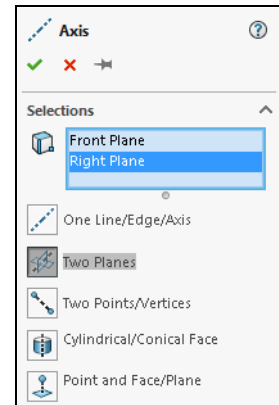 Axis
Selections
Front Plane
Right Plane
One Line/Edge/Axis
Two Planes
Two Points/Vertices
Cylindrical/Conical Face
Point and Face/Plane